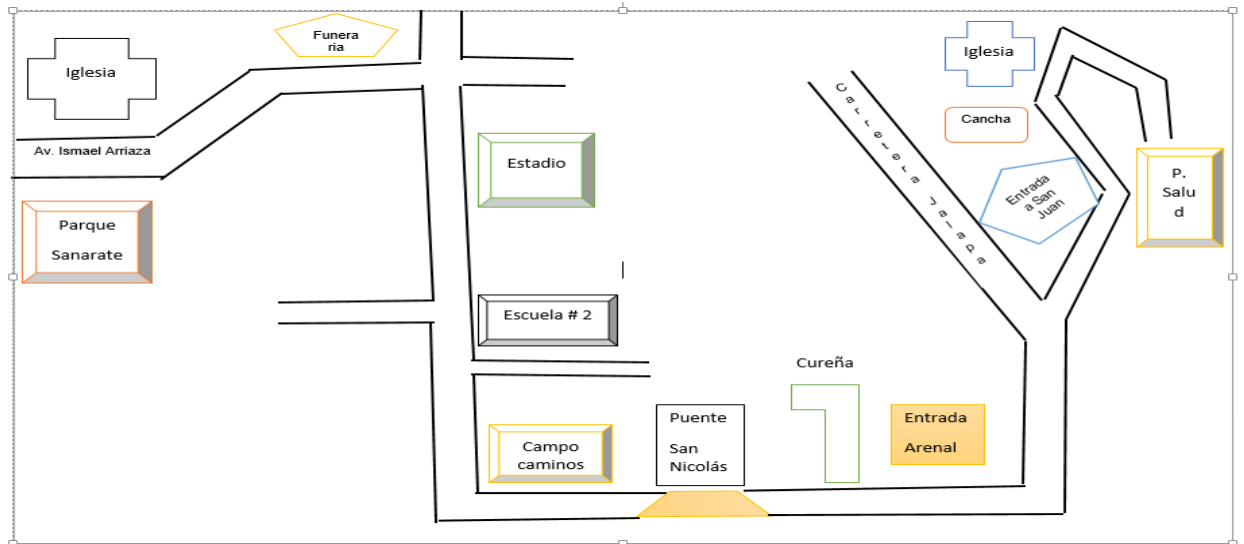 Funera
ria
Iglesia
Iglesia
Cancha
Carretera Jalapa
Av. Ismael Arriaza
Estadio
Entrada
a San
Juan
P.
Salu
d
Parque
Sanarate
Escuela # 2
Cureña
Puente
San
Nicolás
Entrada
Arenal
Campo
caminos